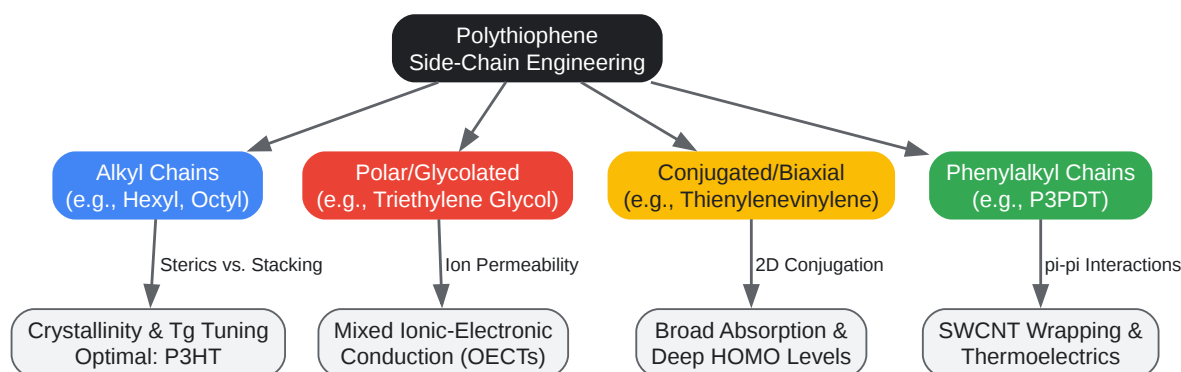 Polythiophene
Side-Chain Engineering
Alkyl Chains
(e.g., Hexyl, Octyl)
Polar/Glycolated
(e.g., Triethylene Glycol)
Conjugated/Biaxial
(e.g., Thienylenevinylene)
Phenylalkyl Chains
(e.g., P3PDT)
Sterics vs. Stacking
Ion Permeability
2D Conjugation
pi-pi Interactions
Crystallinity & Tg Tuning
Optimal: P3HT
Mixed Ionic-Electronic
Conduction (OECTs)
Broad Absorption &
Deep HOMO Levels
SWCNT Wrapping &
Thermoelectrics